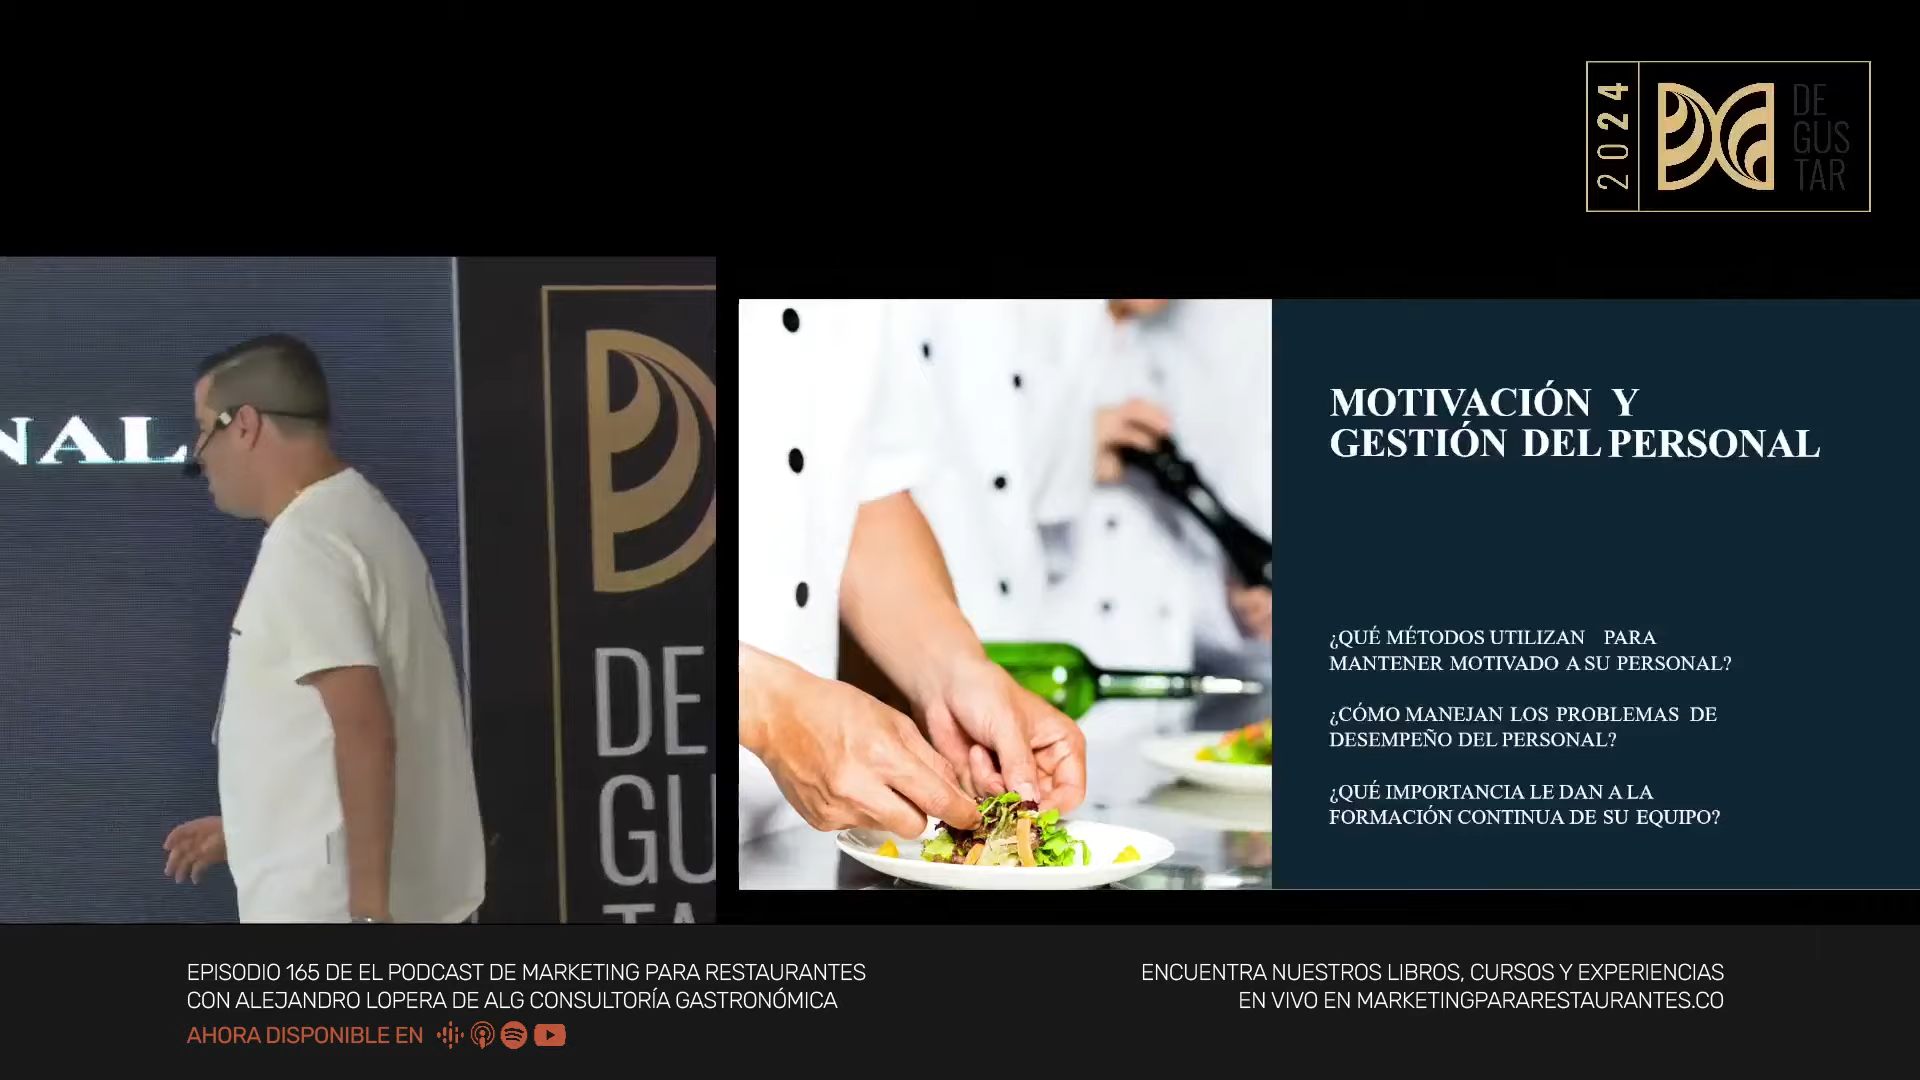 2024
DE
GUS
TAR
NAL
DE
GU
TA
MOTIVACIÓN Y
GESTIÓN DEL PERSONAL
¿QUÉ MÉTODOS UTILIZAN PARA
MANTENER MOTIVADO A SU PERSONAL?
¿CÓMO MANEJAN LOS PROBLEMAS DE
DESEMPEÑO DEL PERSONAL?
¿QUÉ IMPORTANCIA LE DAN A LA
FORMACIÓN CONTINUA DE SU EQUIPO?
EPISODIO 165 DE EL PODCAST DE MARKETING PARA RESTAURANTES
CON ALEJANDRO LOPERA DE ALG CONSULTORÍA GASTRONÓMICA
AHORA DISPONIBLE EN
ENCUENTRA NUESTROS LIBROS, CURSOS Y EXPERIENCIAS
EN VIVO EN MARKETINGPARARESTAURANTES.CO